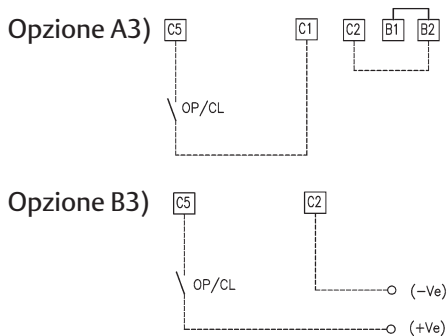 Opzione A3) C5 C1 C2 B1 B2
OP/CL
Opzione B3) C5 C2
OP/CL (-Ve)
(+Ve)